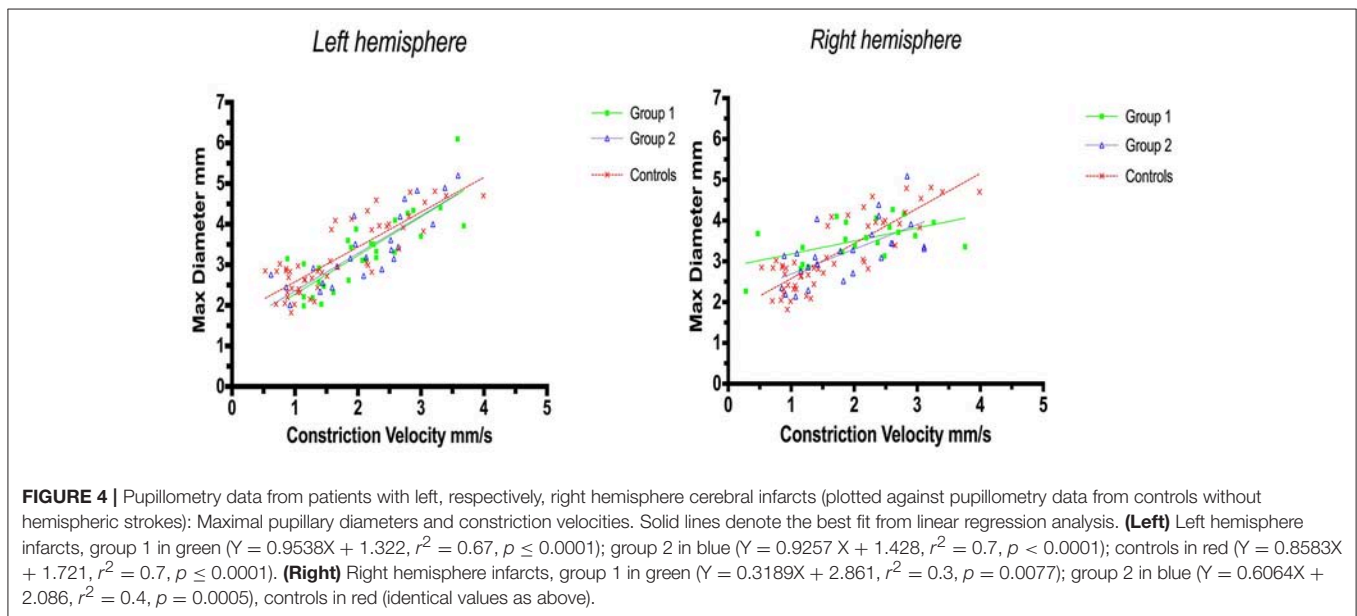 Left hemisphere
7
6
5
4
3
2
1
0
Max Diameter mm
0 1 2 3 4 5
Constriction Velocity mm/s
Group 1
Group 2
Controls
Right hemisphere
7
6
5
4
3
2
1
0
Max Diameter mm
0 1 2 3 4 5
Constriction Velocity mm/s
Group 1
Group 2
Controls
FIGURE 4 | Pupillometry data from patients with left, respectively, right hemisphere cerebral infarcts (plotted against pupillometry data from controls without
hemispheric strokes): Maximal pupillary diameters and constriction velocities. Solid lines denote the best fit from linear regression analysis. (Left) Left hemisphere
infarcts, group 1 in green (Y = 0.9538X + 1.322, r² = 0.67, p ≤ 0.0001); group 2 in blue (Y = 0.9257 X + 1.428, r² = 0.7, p < 0.0001); controls in red (Y = 0.8583X
+ 1.721, r² = 0.7, p ≤ 0.0001). (Right) Right hemisphere infarcts, group 1 in green (Y = 0.3189X + 2.861, r² = 0.3, p = 0.0077); group 2 in blue (Y = 0.6064X +
2.086, r² = 0.4, p = 0.0005), controls in red (identical values as above).